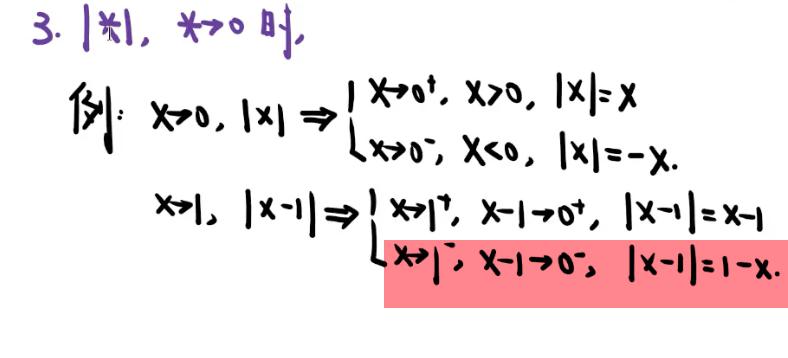 3. |*|, *→0 时,
例: x→0, |x| ⇒ { x→0⁺, x>0, |x|=x
x→0⁻, x<0, |x|=-x.
x→1, |x-1| ⇒ { x→1⁺, x-1→0⁺, |x-1|=x-1
x→1⁻, x-1→0⁻, |x-1|=1-x.